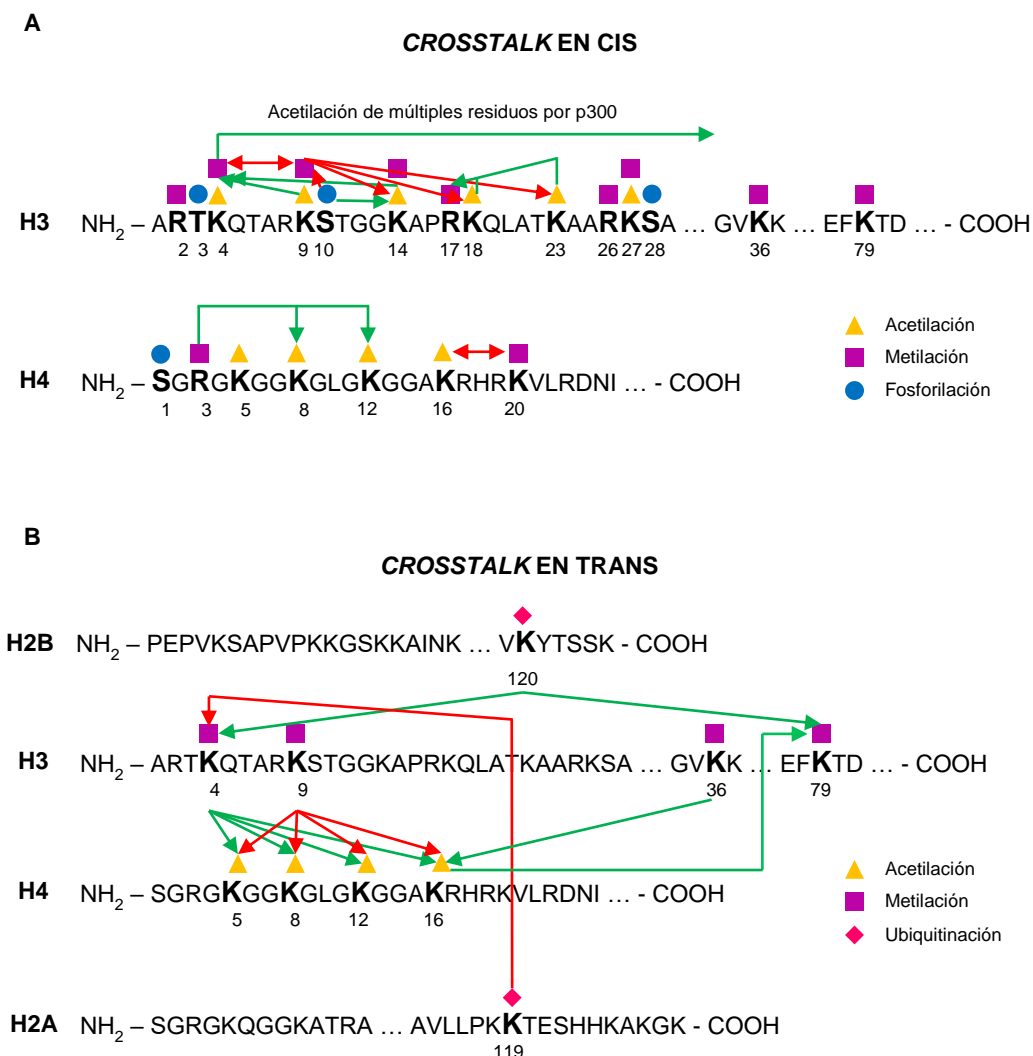 A
CROSSTALK EN CIS
Acetilación de múltiples residuos por p300
H3 NH2 – ARTKQTARKSTGGKAPRKQLATKAARKSA ... GVKK ... EFKTD ... - COOH
2 3 4 9 10 14 17 18 23 26 27 28 36 79
H4 NH2 – SGRGKGGKGLGKGGAKRHRKVLRDNI ... - COOH
1 3 5 8 12 16 20
Acetilación
Metilación
Fosforilación
B
CROSSTALK EN TRANS
H2B NH2 – PEPVKSAPVPKKGSKKAINK ... VKYTSSK - COOH
120
H3 NH2 – ARTKQTARKSTGGKAPRKQLATKAARKSA ... GVKK ... EFKTD ... - COOH
4 9 36 79
H4 NH2 – SGRGKGGKGLGKGGAKRHRKVLRDNI ... - COOH
5 8 12 16
Acetilación
Metilación
Ubiquitinación
H2A NH2 – SGRGKQGGKATRA ... AVLLPKKTESHHKAKGK - COOH
119